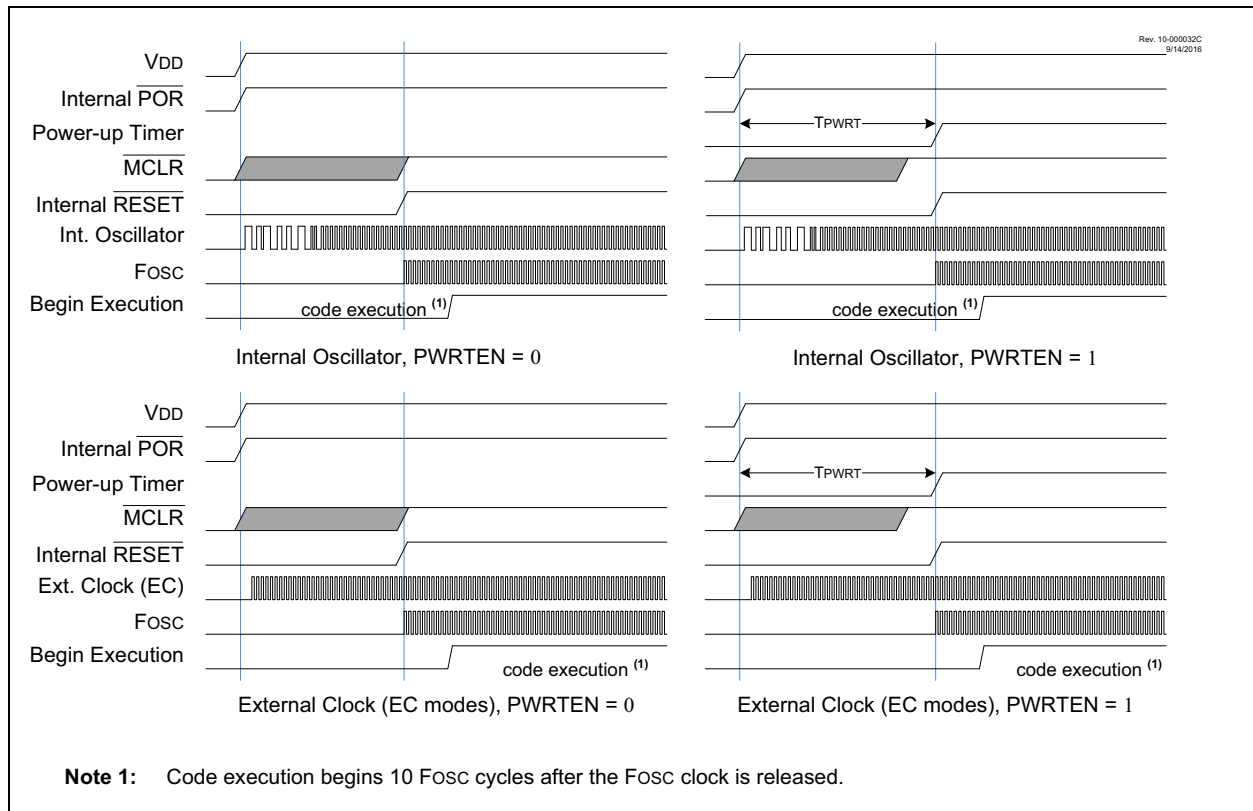 Rev. 10-000032C
9/14/2016
VDD
Internal POR
Power-up Timer
MCLR
Internal RESET
Int. Oscillator
FOSC
Begin Execution
code execution (1)
Internal Oscillator, PWRTEN = 0
TPWRT
code execution (1)
Internal Oscillator, PWRTEN = 1
VDD
Internal POR
Power-up Timer
MCLR
Internal RESET
Ext. Clock (EC)
FOSC
Begin Execution
code execution (1)
External Clock (EC modes), PWRTEN = 0
TPWRT
code execution (1)
External Clock (EC modes), PWRTEN = 1
Note 1: Code execution begins 10 FOSC cycles after the FOSC clock is released.